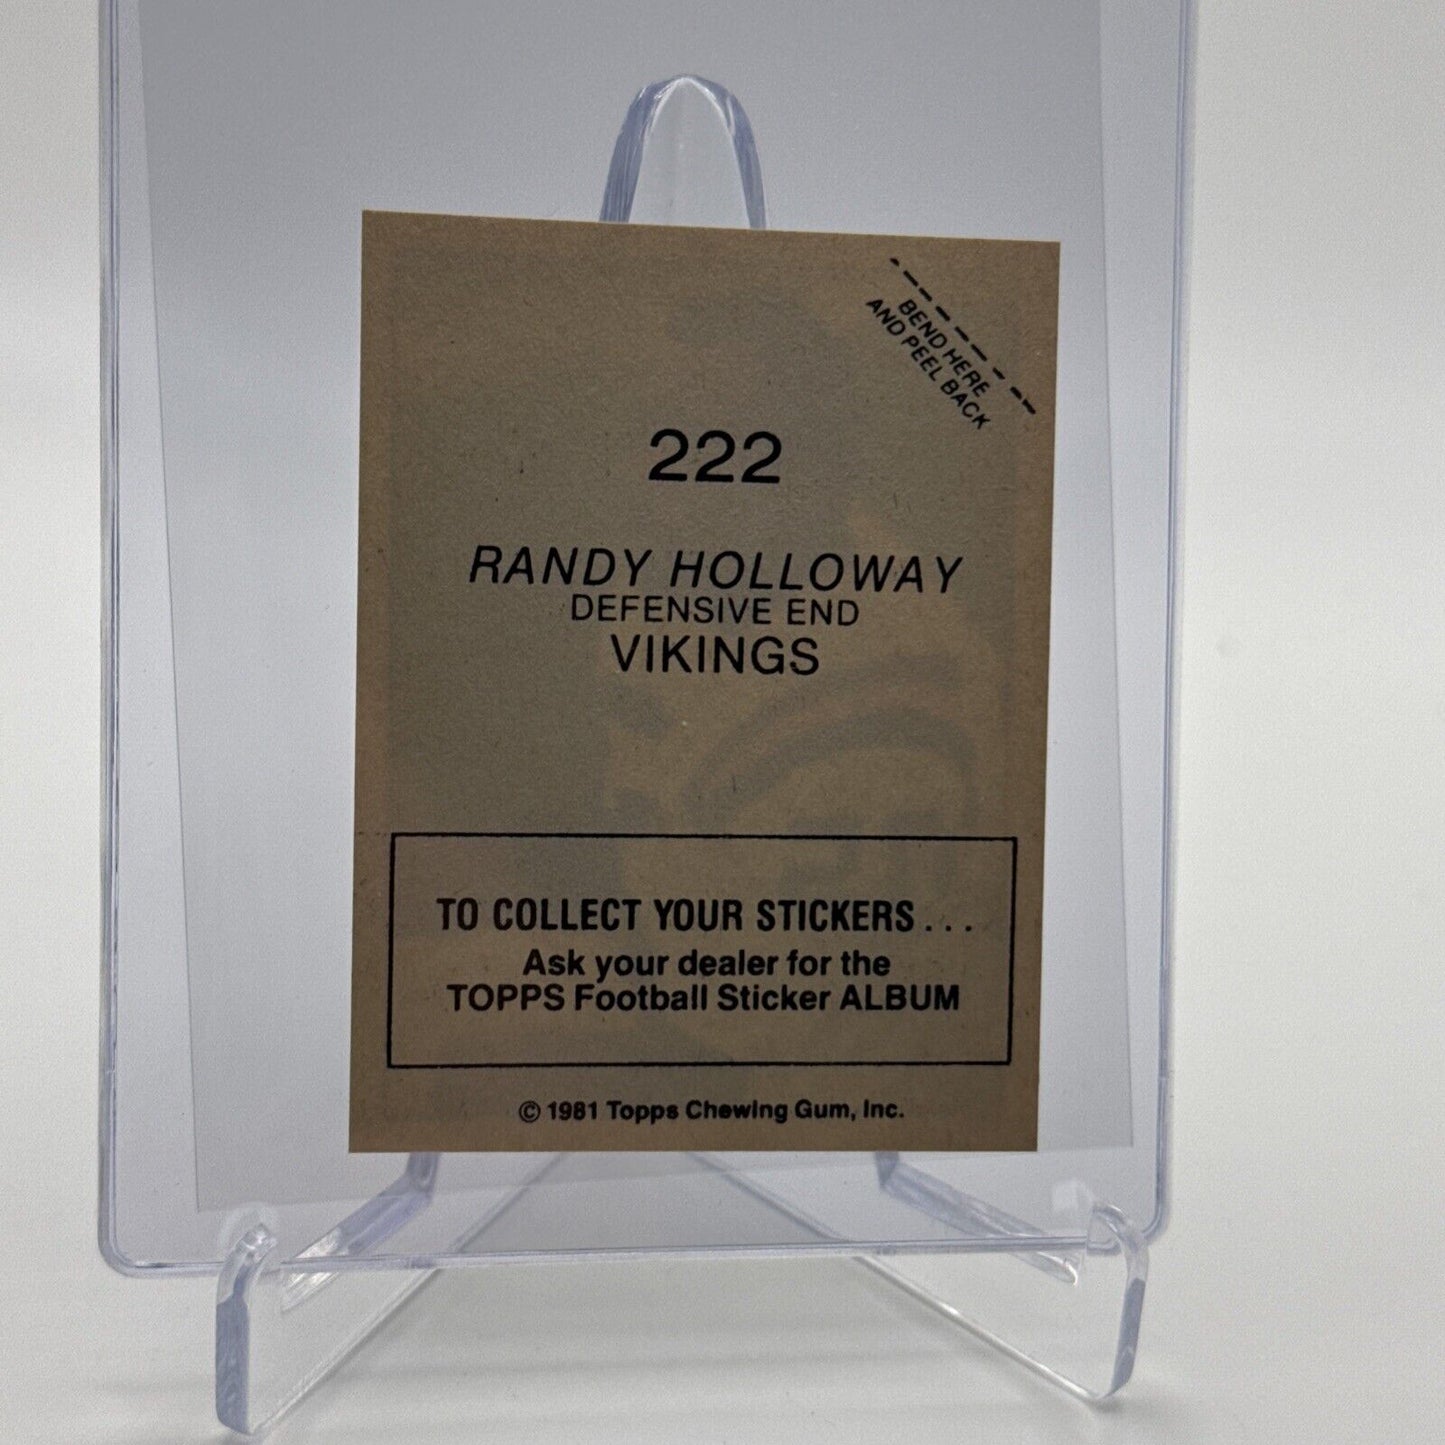 BEND HERE
AND PEEL BACK
222
RANDY HOLLOWAY
DEFENSIVE END
VIKINGS
TO COLLECT YOUR STICKERS...
Ask your dealer for the
TOPPS Football Sticker ALBUM
© 1981 Topps Chewing Gum, Inc.